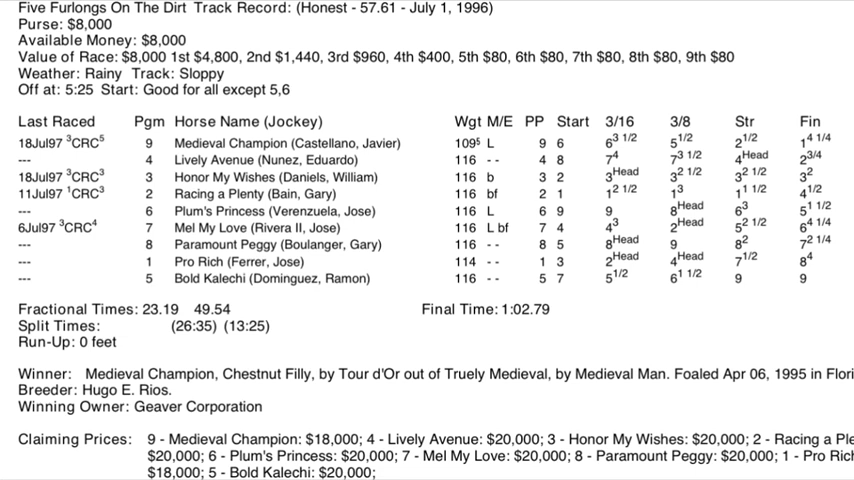 Five Furlongs On The Dirt Track Record: (Honest - 57.61 - July 1, 1996)
Purse: $8,000
Available Money: $8,000
Value of Race: $8,000 1st $4,800, 2nd $1,440, 3rd $960, 4th $400, 5th $80, 6th $80, 7th $80, 8th $80, 9th $80
Weather: Rainy Track: Sloppy
Off at: 5:25 Start: Good for all except 5,6
Last Raced Pgm Horse Name (Jockey) Wgt M/E PP Start 3/16 3/8 Str Fin
18Jul97 3CRC5 9 Medieval Champion (Castellano, Javier) 1095 L 9 6 63 1/2 51/2 21/2 14 1/4
--- 4 Lively Avenue (Nunez, Eduardo) 116 - - 4 8 74 73 1/2 4Head 23/4
18Jul97 3CRC3 3 Honor My Wishes (Daniels, William) 116 b 3 2 3Head 32 1/2 32 1/2 32
11Jul97 1CRC3 2 Racing a Plenty (Bain, Gary) 116 bf 2 1 12 1/2 13 11 1/2 41/2
--- 6 Plum's Princess (Verenzuela, Jose) 116 L 6 9 9 8Head 63 51 1/2
6Jul97 3CRC4 7 Mel My Love (Rivera II, Jose) 116 L bf 7 4 43 2Head 52 1/2 64 1/4
--- 8 Paramount Peggy (Boulanger, Gary) 116 - - 8 5 8Head 9 82 72 1/4
--- 1 Pro Rich (Ferrer, Jose) 114 - - 1 3 2Head 4Head 71/2 84
--- 5 Bold Kalechi (Dominguez, Ramon) 116 - - 5 7 51/2 61 1/2 9 9
Fractional Times: 23.19 49.54 Final Time: 1:02.79
Split Times: (26:35) (13:25)
Run-Up: 0 feet
Winner: Medieval Champion, Chestnut Filly, by Tour d'Or out of Truely Medieval, by Medieval Man. Foaled Apr 06, 1995 in Flori
Breeder: Hugo E. Rios.
Winning Owner: Geaver Corporation
Claiming Prices: 9 - Medieval Champion: $18,000; 4 - Lively Avenue: $20,000; 3 - Honor My Wishes: $20,000; 2 - Racing a Ple
$20,000; 6 - Plum's Princess: $20,000; 7 - Mel My Love: $20,000; 8 - Paramount Peggy: $20,000; 1 - Pro Rich
$18,000; 5 - Bold Kalechi: $20,000;